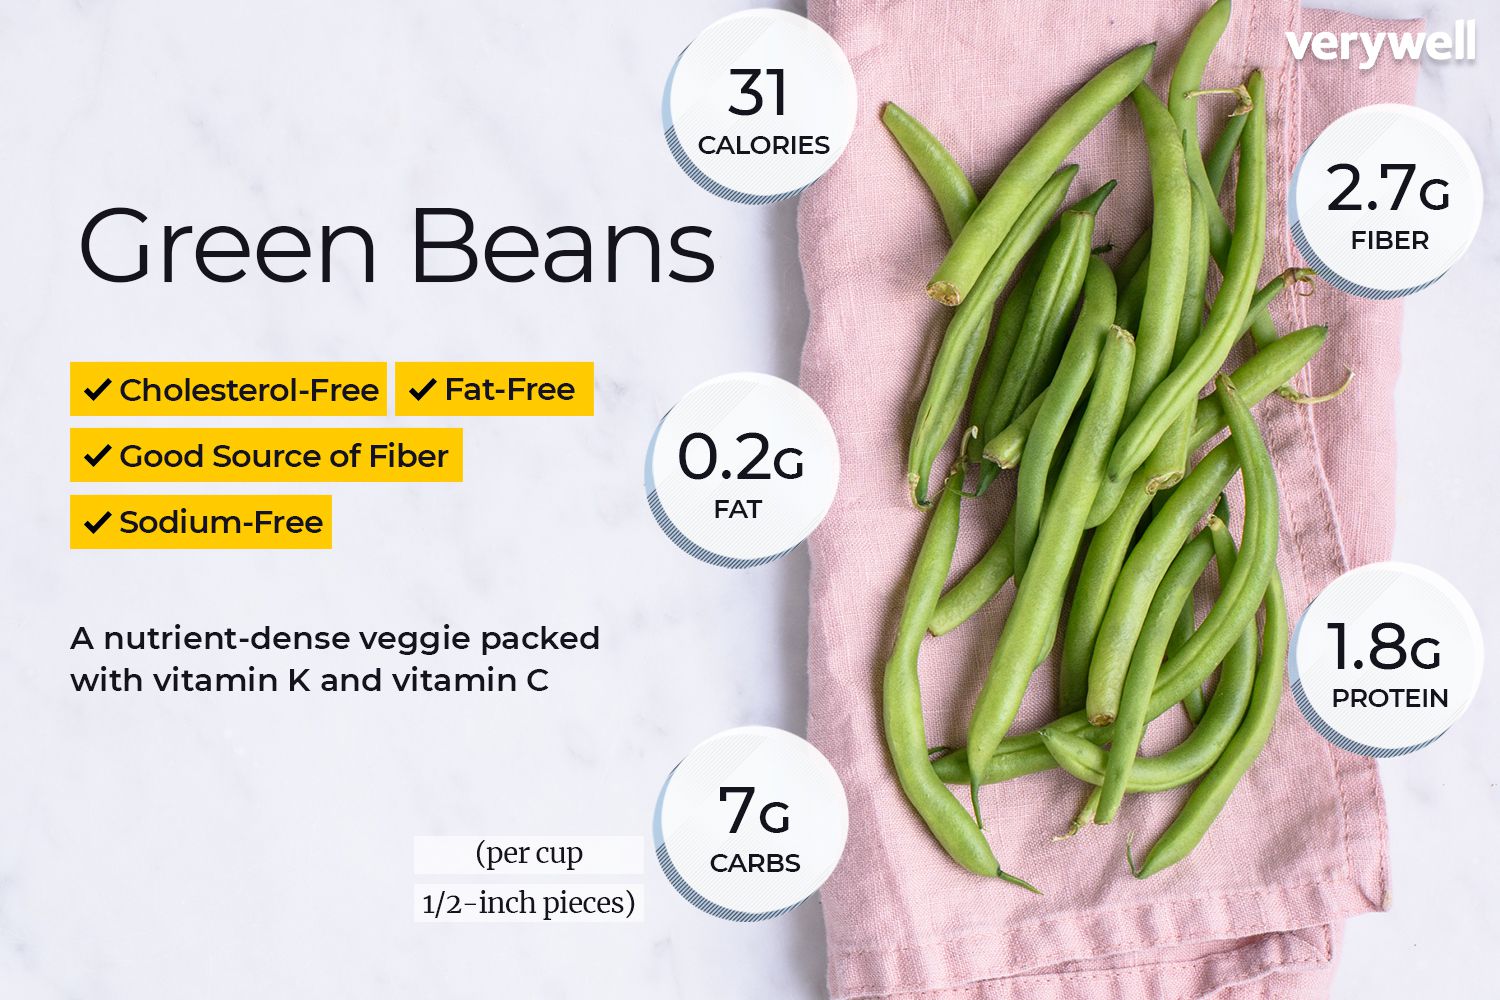 verywell
31
CALORIES
2.7G
FIBER
Green Beans
✓ Cholesterol-Free
✓ Fat-Free
✓ Good Source of Fiber
✓ Sodium-Free
0.2G
FAT
A nutrient-dense veggie packed
with vitamin K and vitamin C
1.8G
PROTEIN
7G
CARBS
(per cup
1/2-inch pieces)